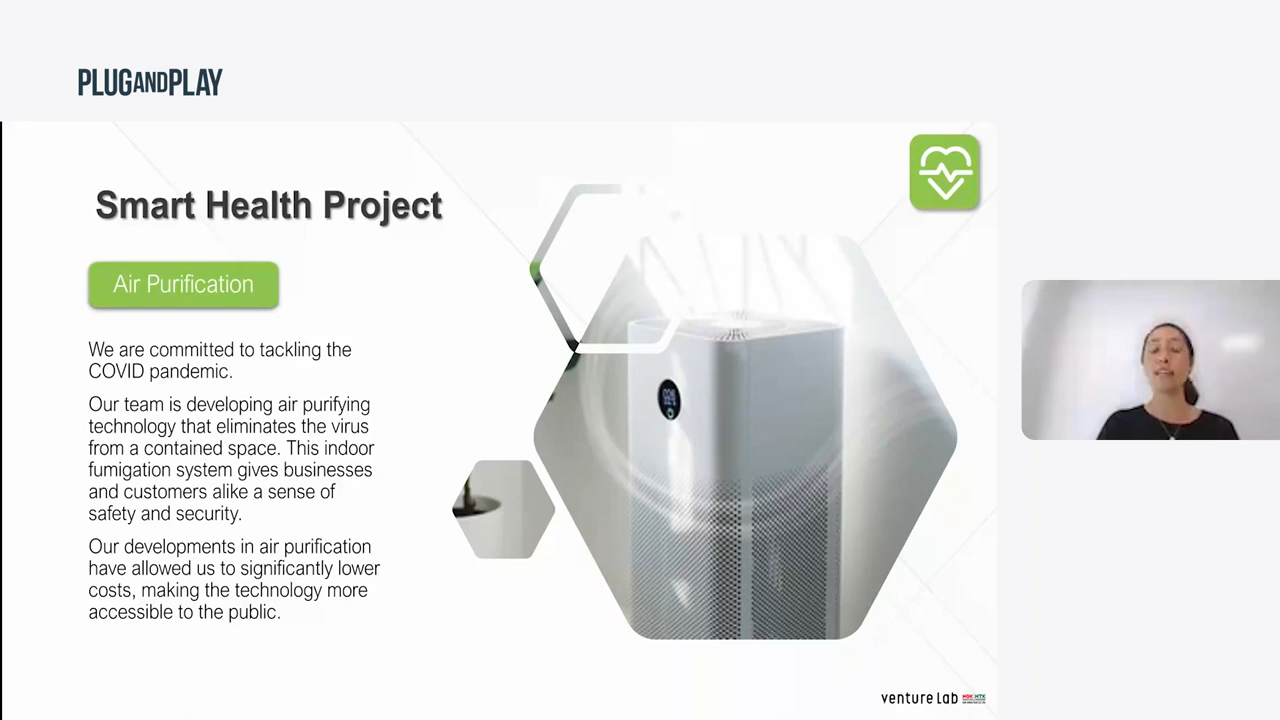 PLUGANDPLAY
Smart Health Project
Air Purification
We are committed to tackling the
COVID pandemic.
Our team is developing air purifying
technology that eliminates the virus
from a contained space. This indoor
fumigation system gives businesses
and customers alike a sense of
safety and security.
Our developments in air purification
have allowed us to significantly lower
costs, making the technology more
accessible to the public.
venture Lab NGK NTK